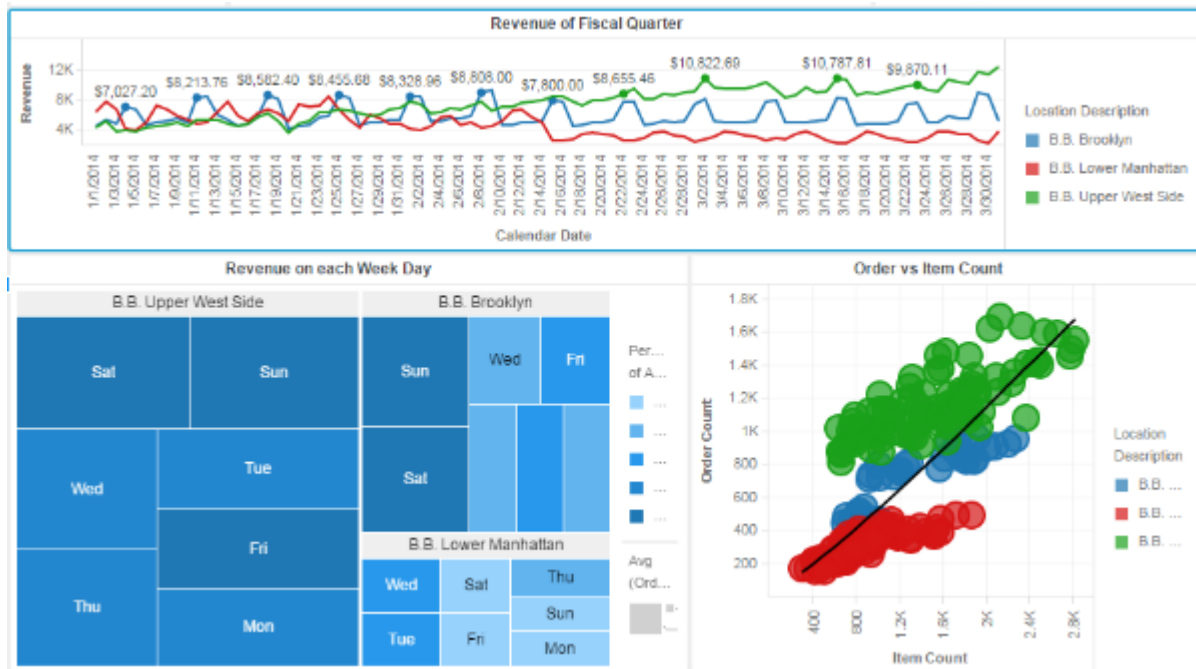 Revenue of Fiscal Quarter
Revenue
12K
8K
4K
$7,027.20
$8,213.76
$8,582.40
$8,455.68
$8,328.96
$8,808.00
$7,800.00
$8,655.46
$10,822.69
$10,787.81
$9,870.11
1/1/2014
1/3/2014
1/5/2014
1/7/2014
1/9/2014
1/11/2014
1/13/2014
1/15/2014
1/17/2014
1/19/2014
1/21/2014
1/23/2014
1/25/2014
1/27/2014
1/29/2014
1/31/2014
2/2/2014
2/4/2014
2/6/2014
2/8/2014
2/10/2014
2/12/2014
2/14/2014
2/16/2014
2/18/2014
2/20/2014
2/22/2014
2/24/2014
2/26/2014
2/28/2014
3/2/2014
3/4/2014
3/6/2014
3/8/2014
3/10/2014
3/12/2014
3/14/2014
3/16/2014
3/18/2014
3/20/2014
3/22/2014
3/24/2014
3/26/2014
3/28/2014
3/30/2014
Calendar Date
Location Description
B.B. Brooklyn
B.B. Lower Manhattan
B.B. Upper West Side
Revenue on each Week Day
B.B. Upper West Side
Sat
Sun
Wed
Tue
Fri
Thu
Mon
B.B. Brooklyn
Sun
Wed
Fri
Sat
B.B. Lower Manhattan
Wed
Sat
Thu
Sun
Tue
Fri
Mon
Per...
of A...
...
...
...
...
...
Avg
(Ord...
Order vs Item Count
Order Count
1.8K
1.6K
1.4K
1.2K
1K
800
600
400
200
400
800
1.2K
1.6K
2K
2.4K
2.8K
Item Count
Location
Description
B.B. ...
B.B. ...
B.B. ...